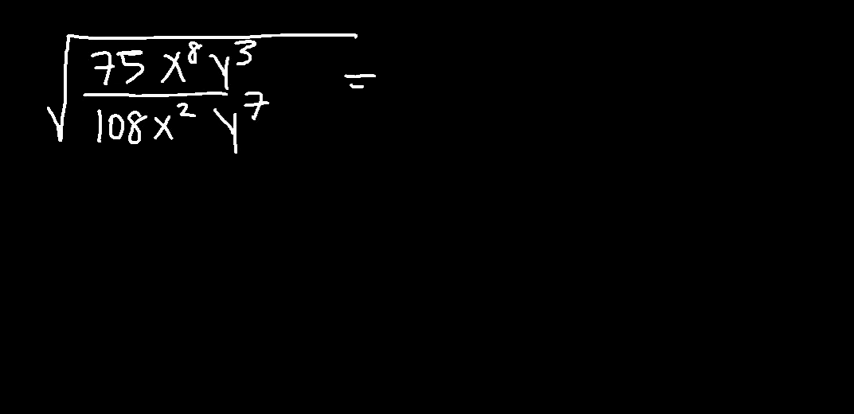 √(75x⁸y³ / 108x²y⁷) =